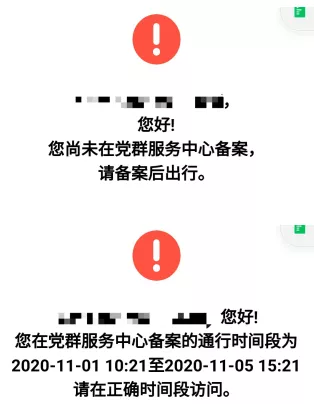 ，
您好!
您尚未在党群服务中心备案，
请备案后出行。
，您好!
您在党群服务中心备案的通行时间段为
2020-11-01 10:21至2020-11-05 15:21
请在正确时间段访问。